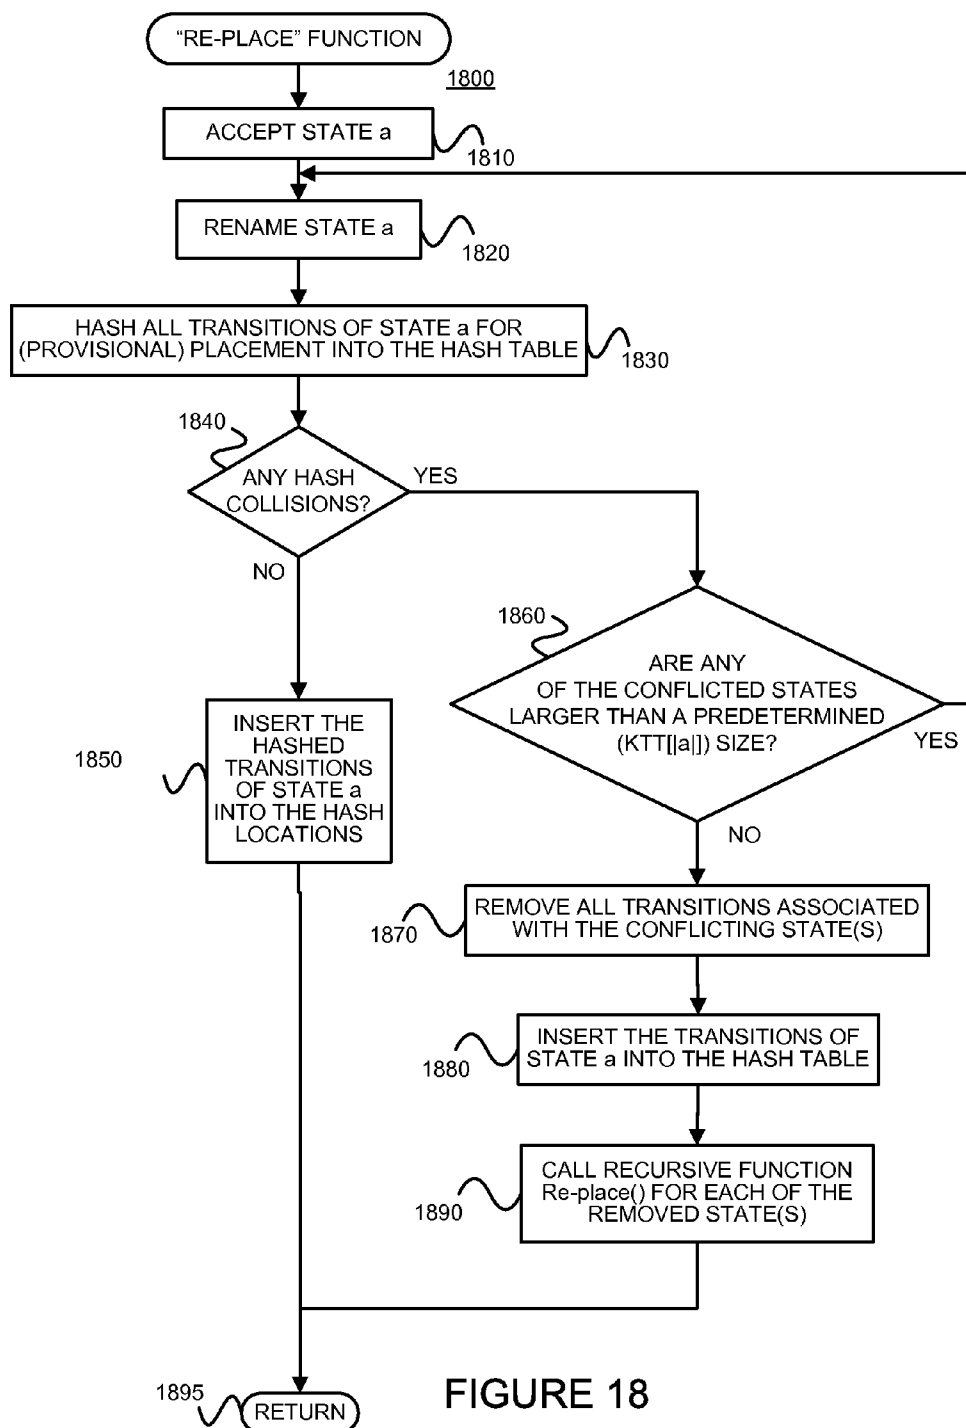 "RE-PLACE" FUNCTION
1800
ACCEPT STATE a
1810
RENAME STATE a
1820
HASH ALL TRANSITIONS OF STATE a FOR
(PROVISIONAL) PLACEMENT INTO THE HASH TABLE
1830
1840
ANY HASH
COLLISIONS?
YES
NO
1860
ARE ANY
OF THE CONFLICTED STATES
LARGER THAN A PREDETERMINED
(KTT[|a|]) SIZE?
YES
NO
1850
INSERT THE
HASHED
TRANSITIONS
OF STATE a
INTO THE HASH
LOCATIONS
REMOVE ALL TRANSITIONS ASSOCIATED
WITH THE CONFLICTING STATE(S)
1870
INSERT THE TRANSITIONS OF
STATE a INTO THE HASH TABLE
1880
CALL RECURSIVE FUNCTION
Re-place() FOR EACH OF THE
REMOVED STATE(S)
1890
1895
RETURN
FIGURE 18